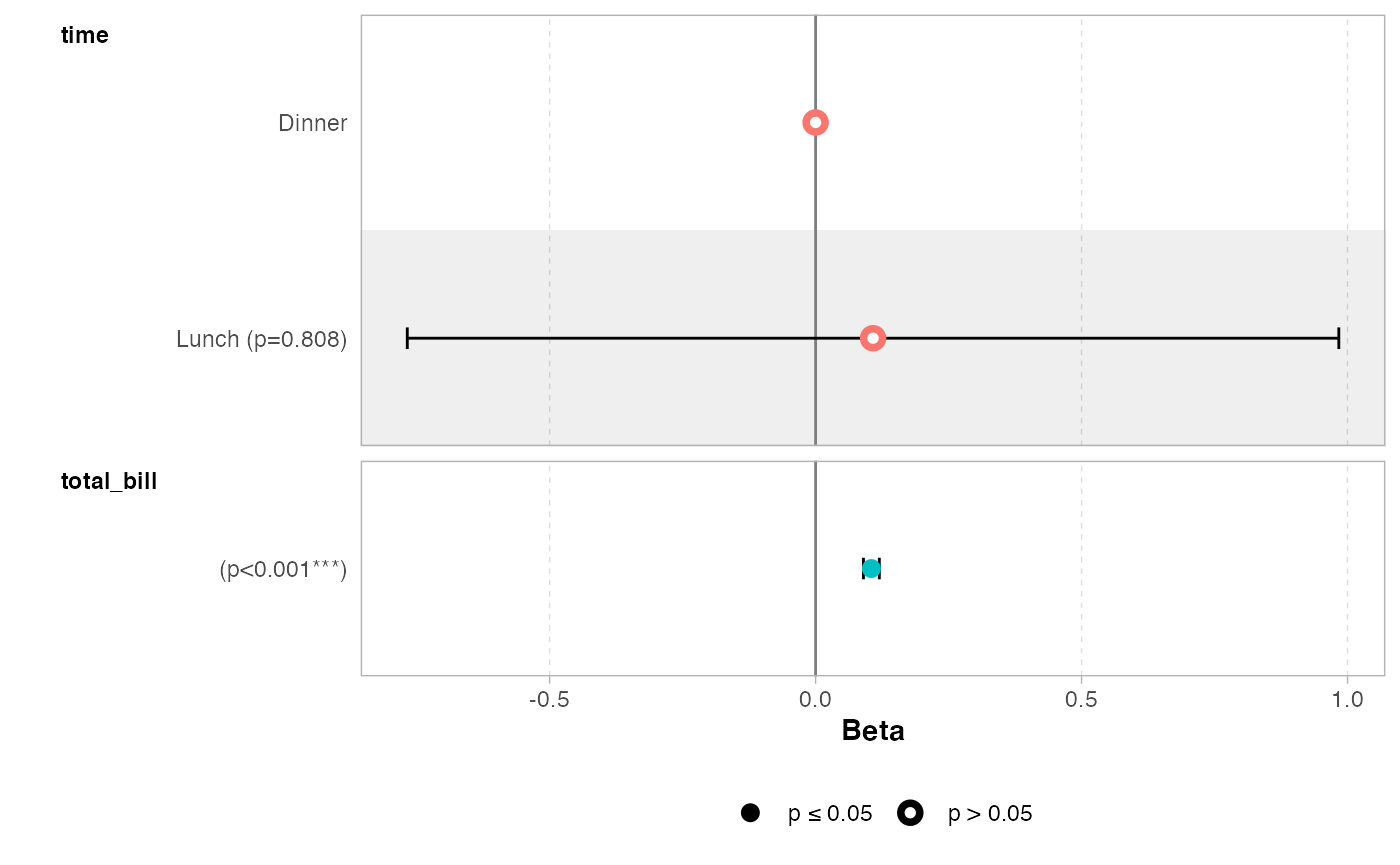 time
Dinner
Lunch (p=0.808)
total_bill
(p<0.001***)
-0.5 0.0 0.5 1.0
Beta
p ≤ 0.05 p > 0.05